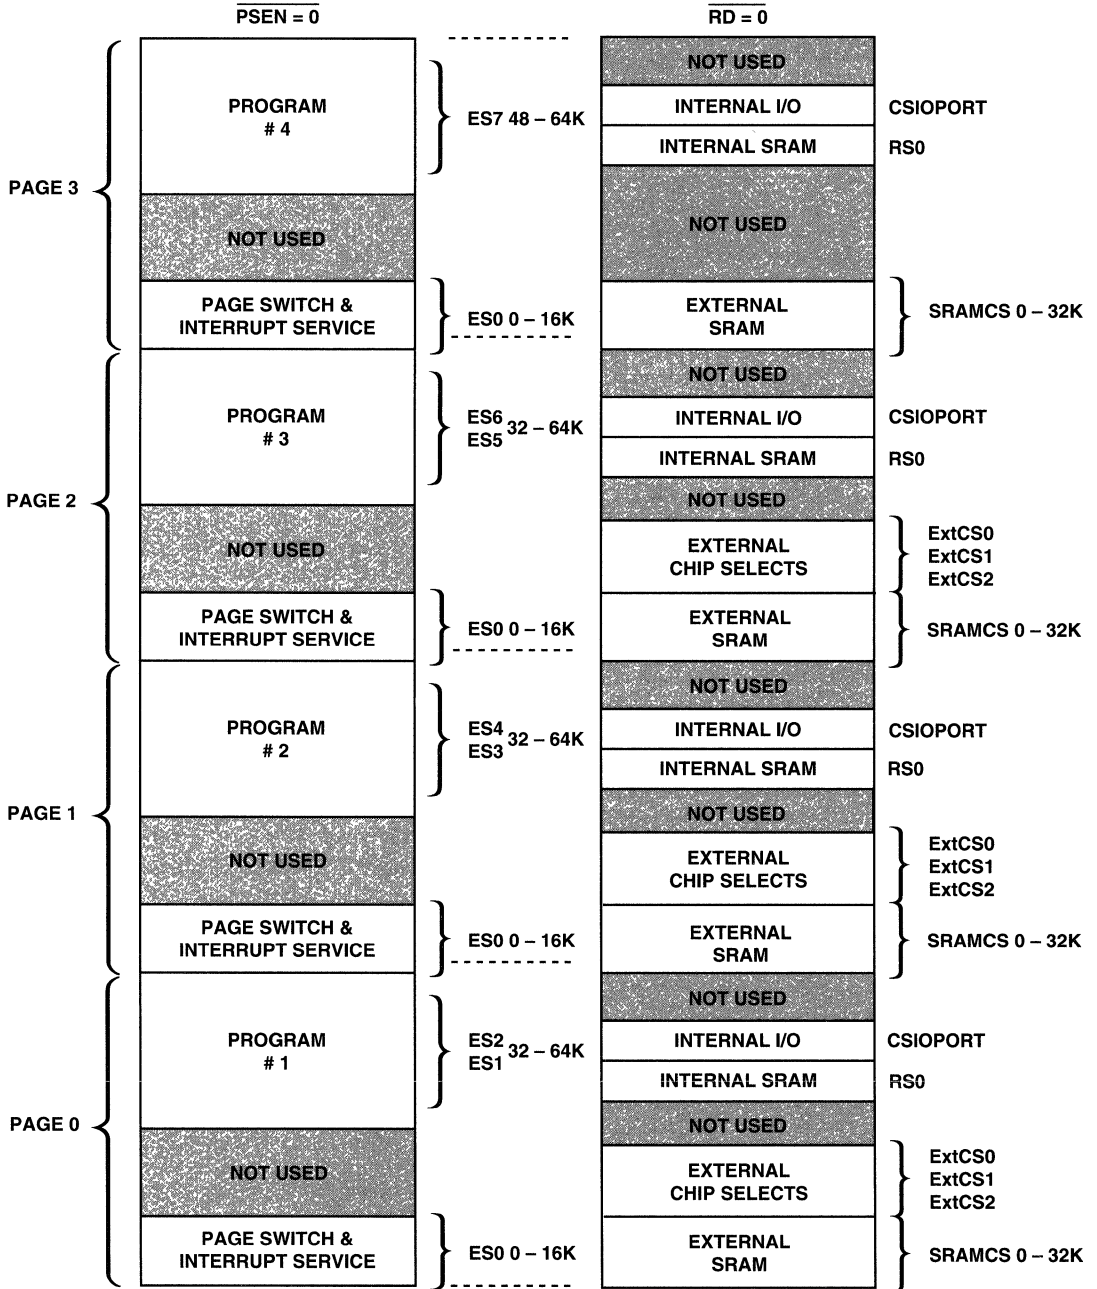 PSEN = 0
RD = 0
PAGE 3
PROGRAM
# 4
ES7 48 – 64K
NOT USED
PAGE SWITCH &
INTERRUPT SERVICE
ES0 0 – 16K
NOT USED
INTERNAL I/O
CSIOPORT
INTERNAL SRAM
RS0
NOT USED
EXTERNAL
SRAM
SRAMCS 0 – 32K
PAGE 2
PROGRAM
# 3
ES6
ES5
32 – 64K
NOT USED
PAGE SWITCH &
INTERRUPT SERVICE
ES0 0 – 16K
NOT USED
INTERNAL I/O
CSIOPORT
INTERNAL SRAM
RS0
NOT USED
EXTERNAL
CHIP SELECTS
ExtCS0
ExtCS1
ExtCS2
EXTERNAL
SRAM
SRAMCS 0 – 32K
PAGE 1
PROGRAM
# 2
ES4
ES3
32 – 64K
NOT USED
PAGE SWITCH &
INTERRUPT SERVICE
ES0 0 – 16K
NOT USED
INTERNAL I/O
CSIOPORT
INTERNAL SRAM
RS0
NOT USED
EXTERNAL
CHIP SELECTS
ExtCS0
ExtCS1
ExtCS2
EXTERNAL
SRAM
SRAMCS 0 – 32K
PAGE 0
PROGRAM
# 1
ES2
ES1
32 – 64K
NOT USED
PAGE SWITCH &
INTERRUPT SERVICE
ES0 0 – 16K
NOT USED
INTERNAL I/O
CSIOPORT
INTERNAL SRAM
RS0
NOT USED
EXTERNAL
CHIP SELECTS
ExtCS0
ExtCS1
ExtCS2
EXTERNAL
SRAM
SRAMCS 0 – 32K